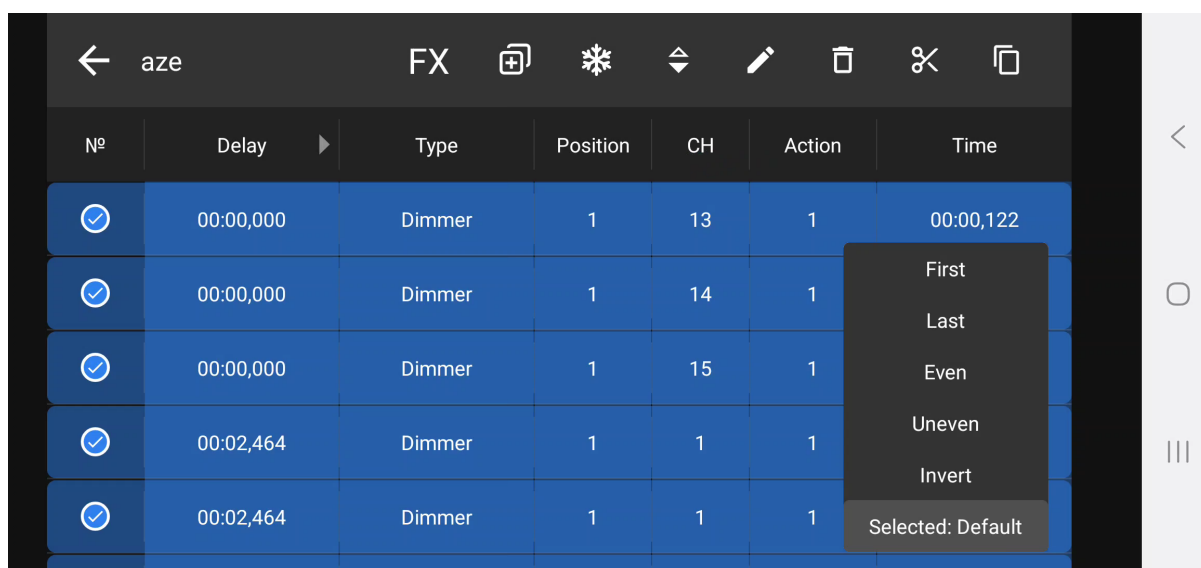 aze FX
Nº Delay Type Position CH Action Time
00:00,000 Dimmer 1 13 1 00:00,122
00:00,000 Dimmer 1 14 1
00:00,000 Dimmer 1 15 1
00:02,464 Dimmer 1 1 1
00:02,464 Dimmer 1 1 1
First
Last
Even
Uneven
Invert
Selected: Default